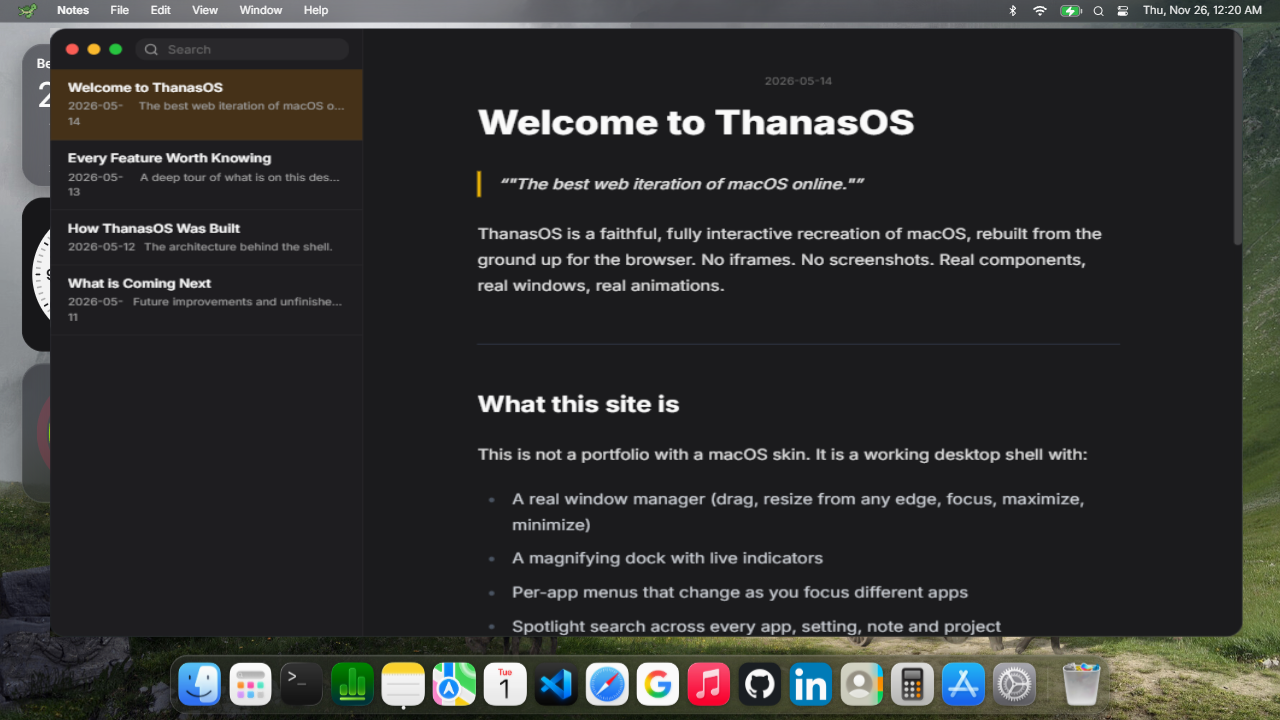 Notes File Edit View Window Help Thu, Nov 26, 12:20 AM
Be
2
Search
Welcome to ThanasOS
2026-05-14 The best web iteration of macOS o...
Every Feature Worth Knowing
2026-05-13 A deep tour of what is on this des...
How ThanasOS Was Built
2026-05-12 The architecture behind the shell.
What is Coming Next
2026-05-11 Future improvements and unfinishe...
2026-05-14
Welcome to ThanasOS
“"The best web iteration of macOS online."”
ThanasOS is a faithful, fully interactive recreation of macOS, rebuilt from the
ground up for the browser. No iframes. No screenshots. Real components,
real windows, real animations.
What this site is
This is not a portfolio with a macOS skin. It is a working desktop shell with:
• A real window manager (drag, resize from any edge, focus, maximize,
minimize)
• A magnifying dock with live indicators
• Per-app menus that change as you focus different apps
• Spotlight search across every app, setting, note and project
>_
Tue
1
G
in